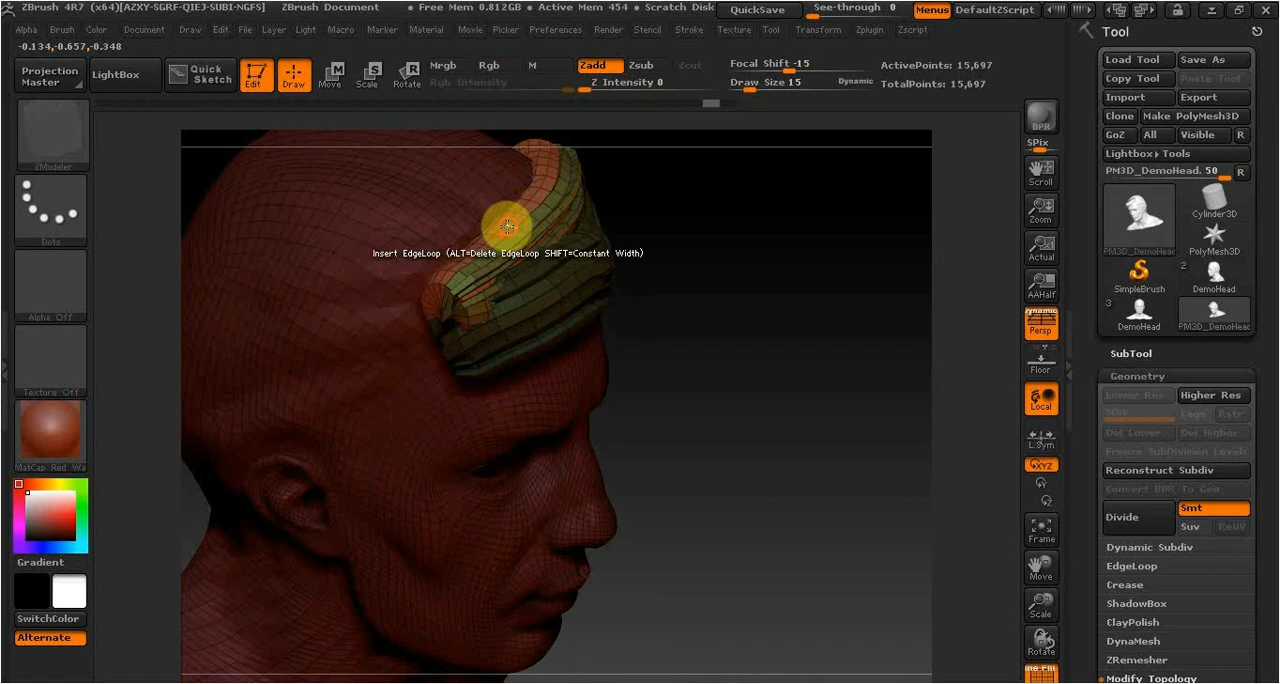 ZBrush 4R7 (x64)[AZXY-SGRF-QIEJ-SUBI-NGFS] ZBrush Document • Free Mem 0.812GB • Active Mem 454 • Scratch Disk QuickSave See-through 0 Menus DefaultZScript
Alpha Brush Color Document Draw Edit File Layer Light Macro Marker Material Movie Picker Preferences Render Stencil Stroke Texture Tool Transform Zplugin Zscript
-0.134,-0.657,-0.348
Projection Master
LightBox
Quick Sketch
Edit
Draw
Move
Scale
Rotate
Mrgb Rgb M
Rgb Intensity
Zadd Zsub Zcut
Z Intensity 0
Focal Shift -15
Draw Size 15 Dynamic
ActivePoints: 15,697
TotalPoints: 15,697
ZModeler
Dots
Alpha Off
Texture Off
MatCap Red Wa
Gradient
SwitchColor
Alternate
Insert EdgeLoop (ALT=Delete EdgeLoop SHIFT=Constant Width)
BPR
SPix
Scroll
Zoom
Actual
AAHalf
Dynamic
Persp
Floor
Local
L.Sym
XYZ
Y
Z
Frame
Move
Scale
Rotate
Tool
Load Tool Save As
Copy Tool Paste Tool
Import Export
Clone Make PolyMesh3D
GoZ All Visible R
Lightbox▸Tools
PM3D_DemoHead. 50 R
PM3D_DemoHead
Cylinder3D
PolyMesh3D
SimpleBrush
2
DemoHead
3
DemoHead
PM3D_DemoHead
SubTool
Geometry
Lower Res Higher Res
SDiv Cage Rstr
Del Lower Del Higher
Freeze SubDivision Levels
Reconstruct Subdiv
Convert BPR To Geo
Divide Smt
Suv ReUV
Dynamic Subdiv
EdgeLoop
Crease
ShadowBox
ClayPolish
DynaMesh
ZRemesher
Modify Topology